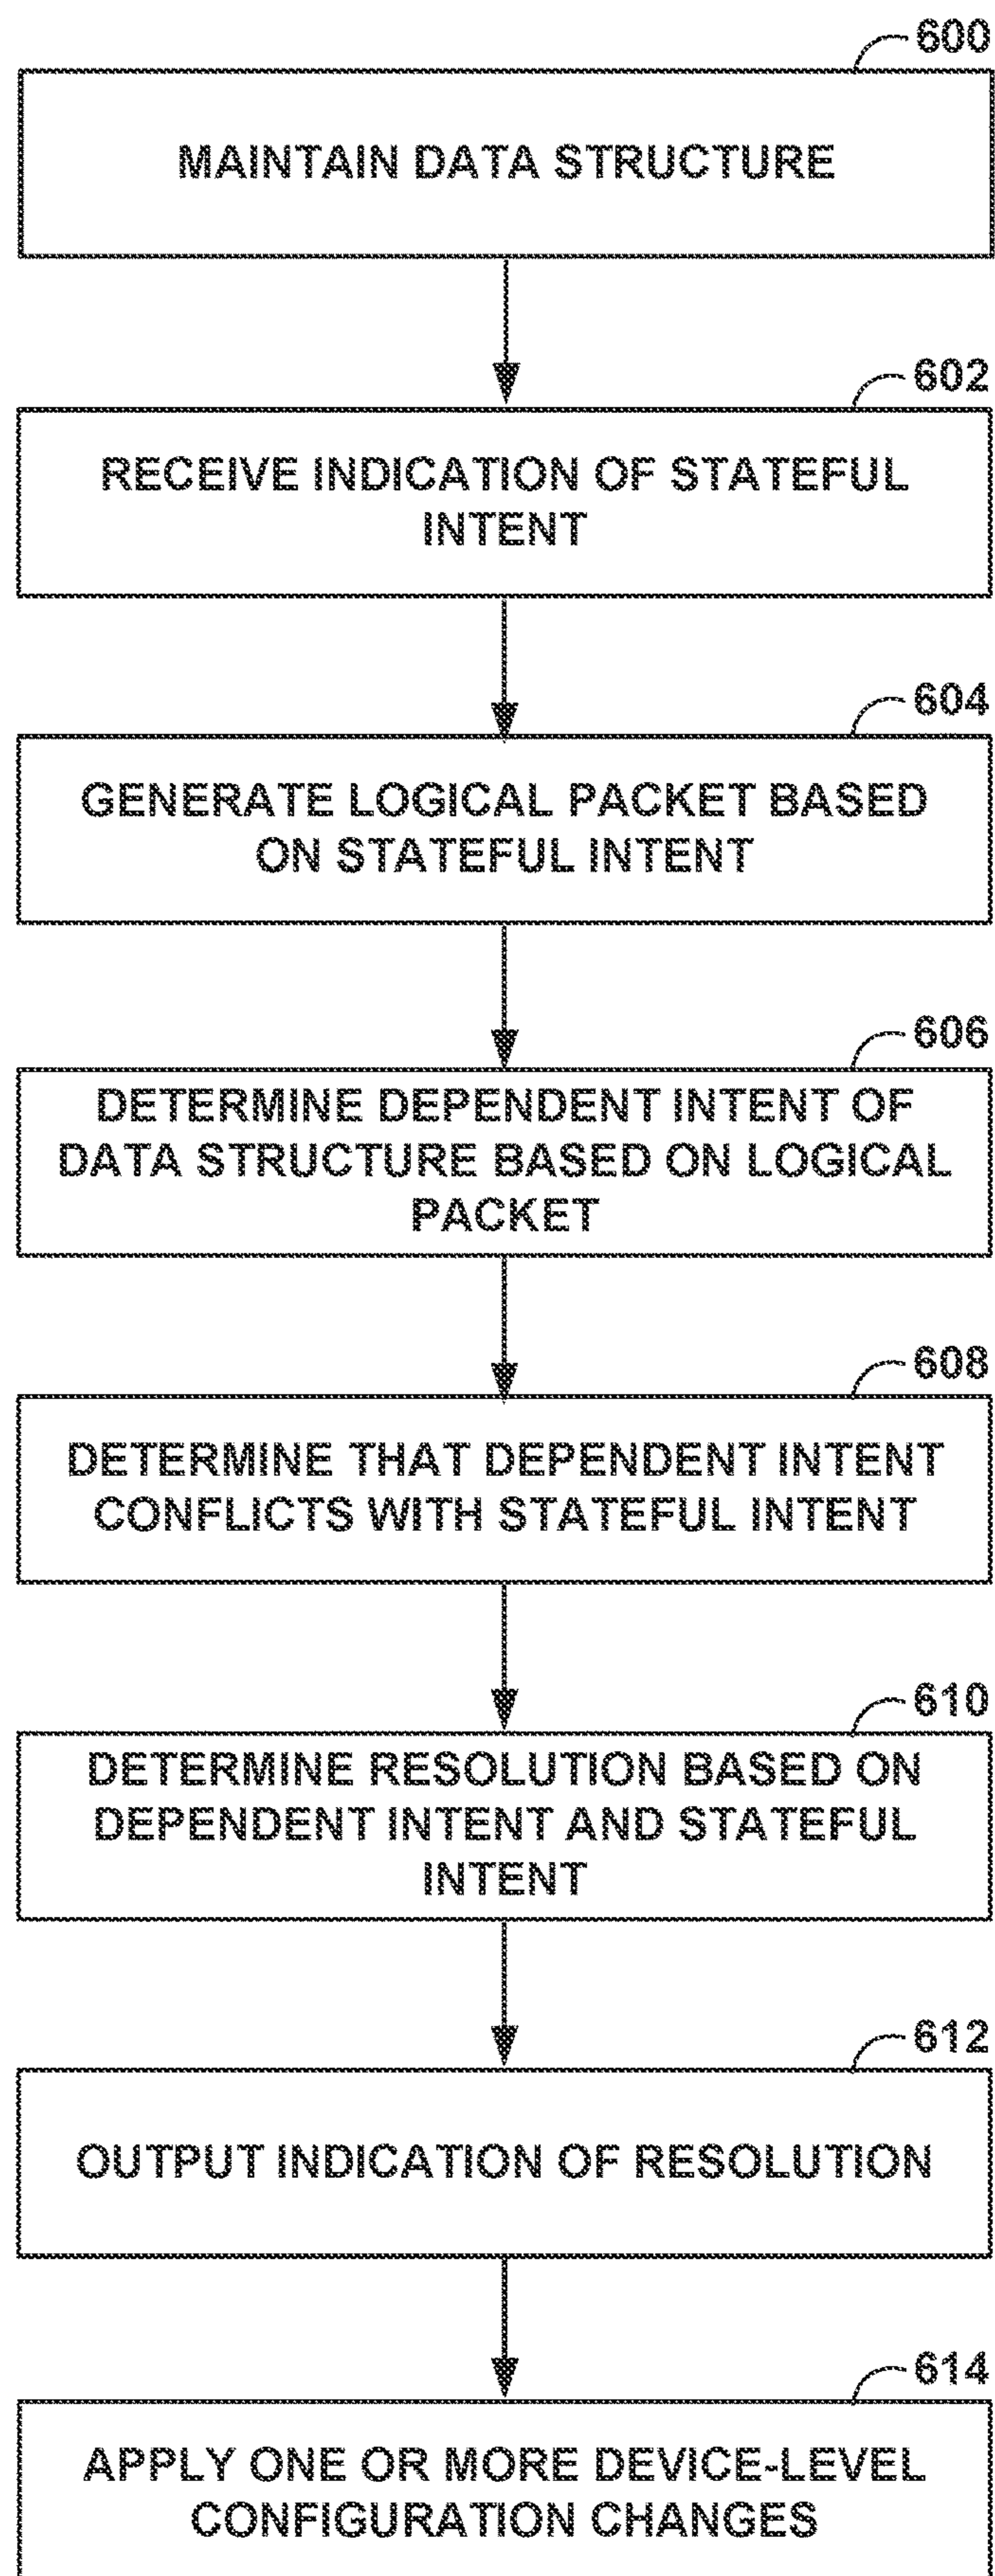 600
MAINTAIN DATA STRUCTURE
602
RECEIVE INDICATION OF STATEFUL
INTENT
604
GENERATE LOGICAL PACKET BASED
ON STATEFUL INTENT
606
DETERMINE DEPENDENT INTENT OF
DATA STRUCTURE BASED ON LOGICAL
PACKET
608
DETERMINE THAT DEPENDENT INTENT
CONFLICTS WITH STATEFUL INTENT
610
DETERMINE RESOLUTION BASED ON
DEPENDENT INTENT AND STATEFUL
INTENT
612
OUTPUT INDICATION OF RESOLUTION
614
APPLY ONE OR MORE DEVICE-LEVEL
CONFIGURATION CHANGES